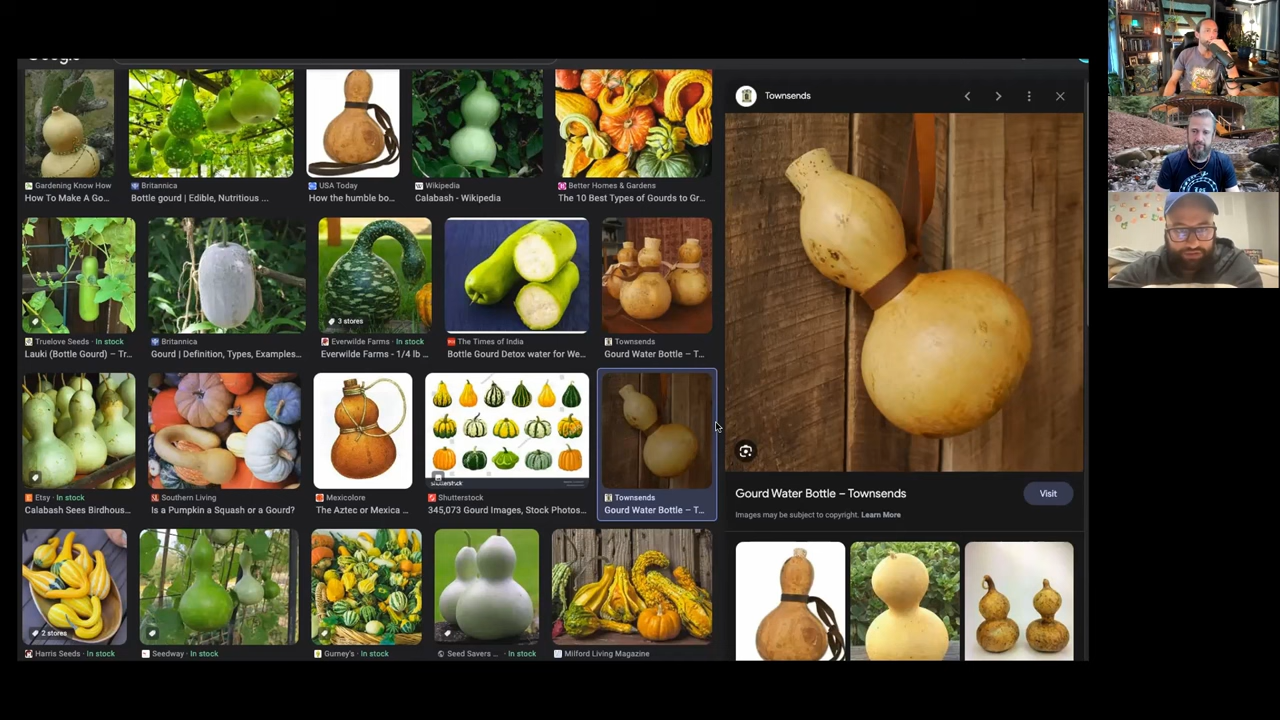 Townsends
Gardening Know How
How To Make A Go...
Britannica
Bottle gourd | Edible, Nutritious ...
USA Today
How the humble bo...
Wikipedia
Calabash - Wikipedia
Better Homes & Gardens
The 10 Best Types of Gourds to Gr...
Truelove Seeds · In stock
Lauki (Bottle Gourd) – Tr...
Britannica
Gourd | Definition, Types, Examples...
3 stores
Everwilde Farms · In stock
Everwilde Farms - 1/4 lb ...
The Times of India
Bottle Gourd Detox water for We...
Townsends
Gourd Water Bottle – T...
Etsy · In stock
Calabash Sees Birdhous...
Southern Living
Is a Pumpkin a Squash or a Gourd?
Mexicolore
The Aztec or Mexica ...
shutterstock
Shutterstock
345,073 Gourd Images, Stock Photos...
Townsends
Gourd Water Bottle – T...
Gourd Water Bottle – Townsends
Visit
Images may be subject to copyright. Learn More
2 stores
Harris Seeds · In stock
Seedway · In stock
Gurney's · In stock
Seed Savers ... · In stock
Milford Living Magazine